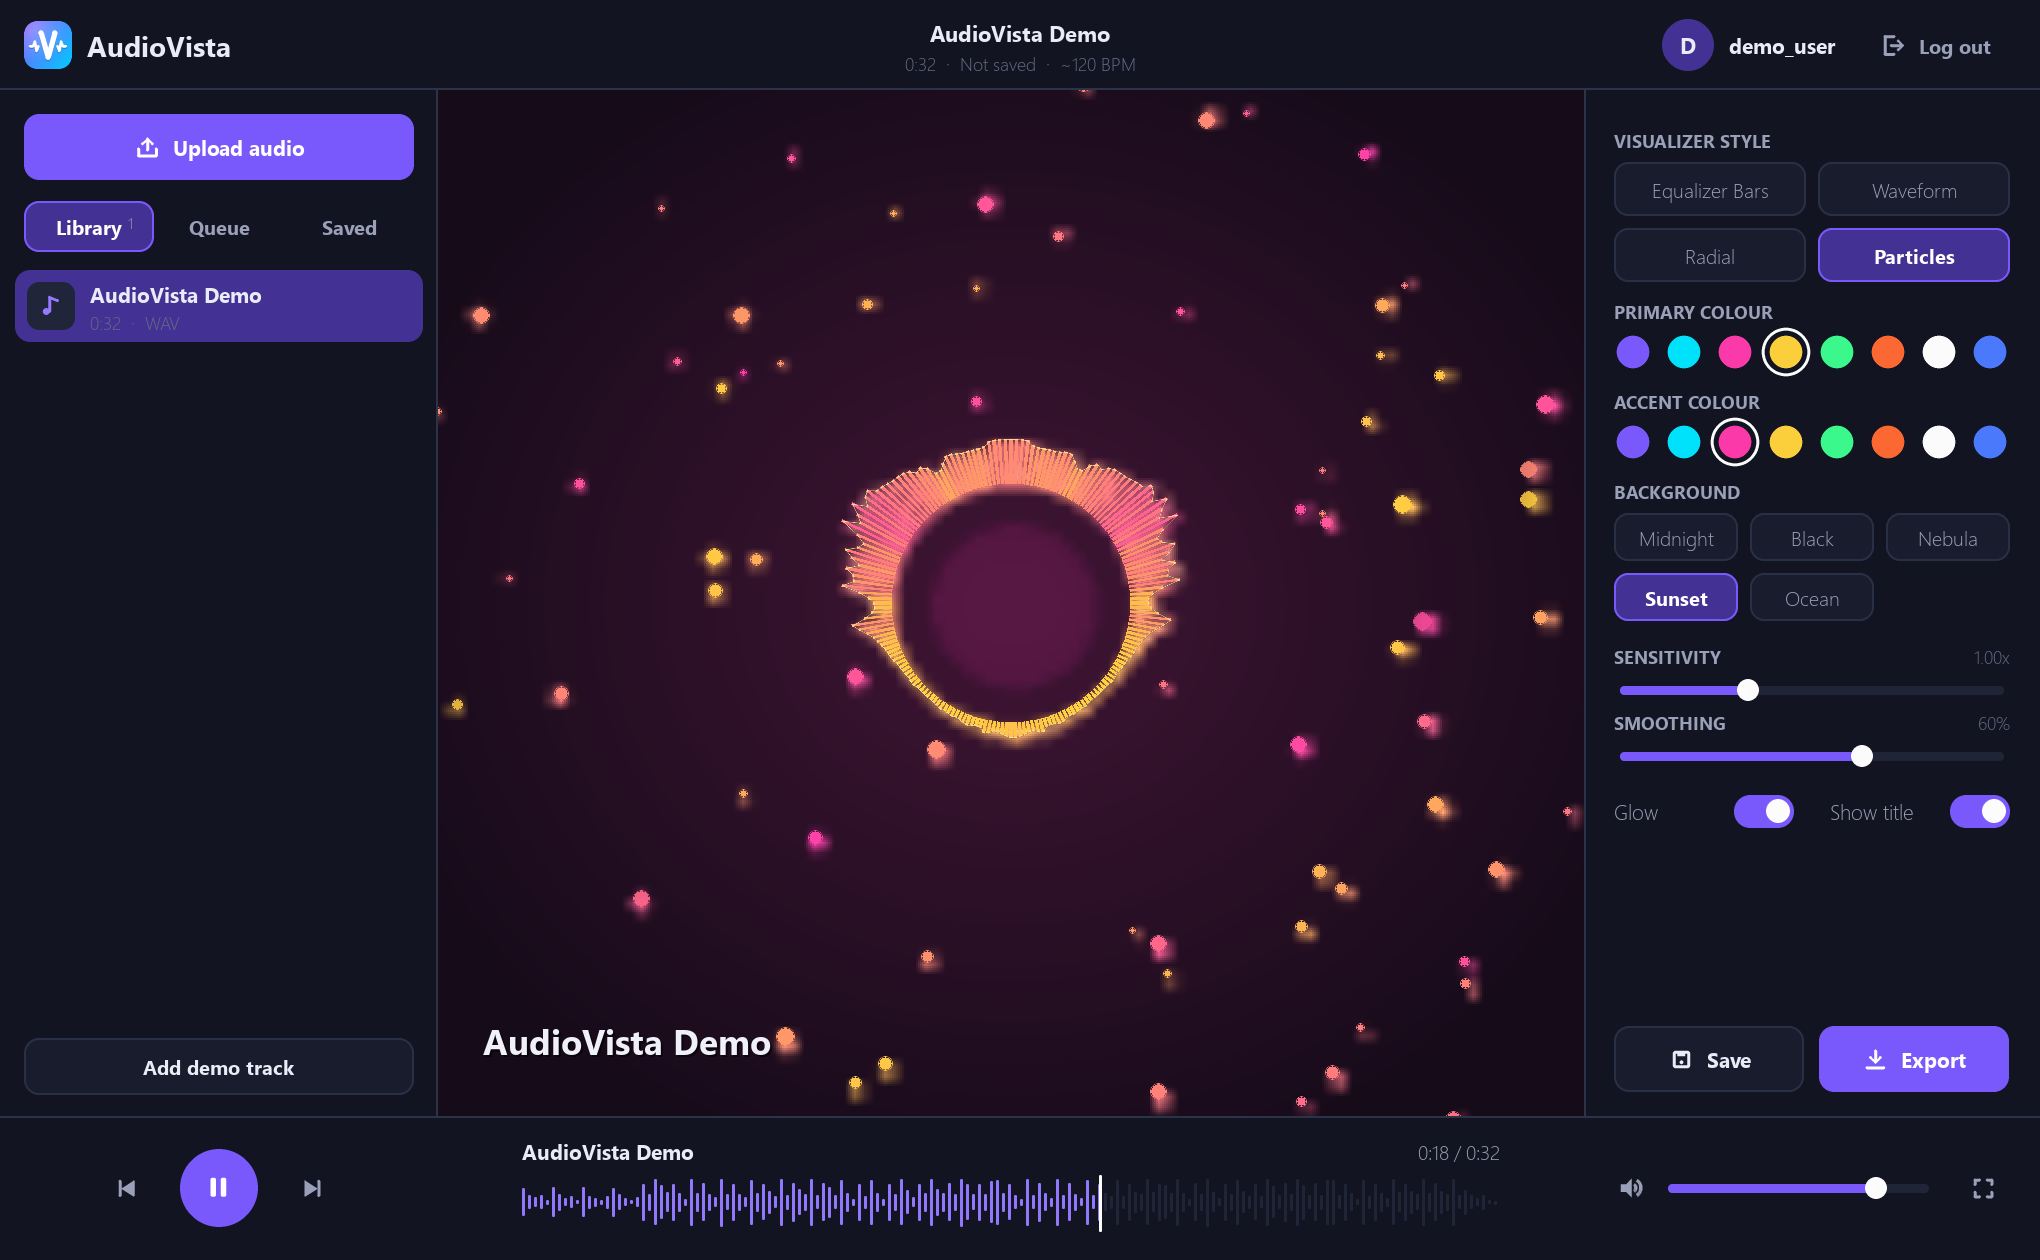 AudioVista
AudioVista Demo
0:32 · Not saved · ~120 BPM
D
demo_user
Log out
Upload audio
Library 1
Queue
Saved
AudioVista Demo
0:32 · WAV
Add demo track
AudioVista Demo
VISUALIZER STYLE
Equalizer Bars
Waveform
Radial
Particles
PRIMARY COLOUR
ACCENT COLOUR
BACKGROUND
Midnight
Black
Nebula
Sunset
Ocean
SENSITIVITY
1.00x
SMOOTHING
60%
Glow
Show title
Save
Export
AudioVista Demo
0:18 / 0:32